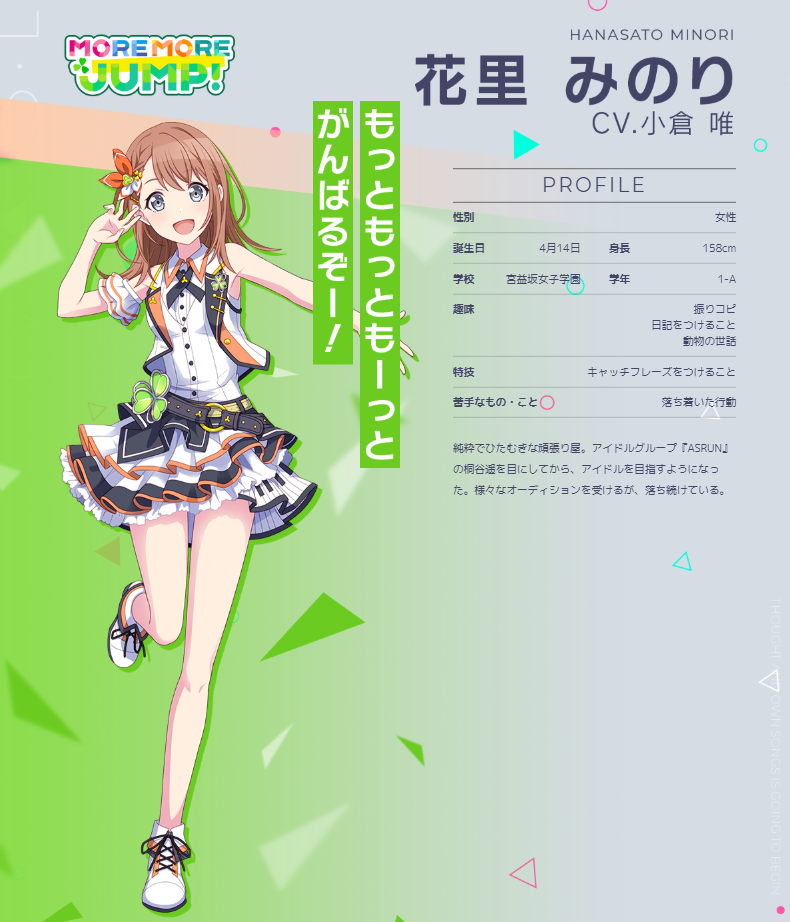 MORE MORE
JUMP!
HANASATO MINORI
花里 みのり
CV.小倉 唯
もっともっともーっと
がんばるぞー！
PROFILE
性別 女性
誕生日 4月14日 身長 158cm
学校 宮益坂女子学園 学年 1-A
趣味 振りコピ
日記をつけること
動物の世話
特技 キャッチフレーズをつけること
苦手なもの・こと 落ち着いた行動
純粋でひたむきな頑張り屋。アイドルグループ『ASRUN』
の桐谷遥を目にしてから、アイドルを目指すようになっ
た。様々なオーディションを受けるが、落ち続けている。
OWN SONGS IS GOING TO BEGIN